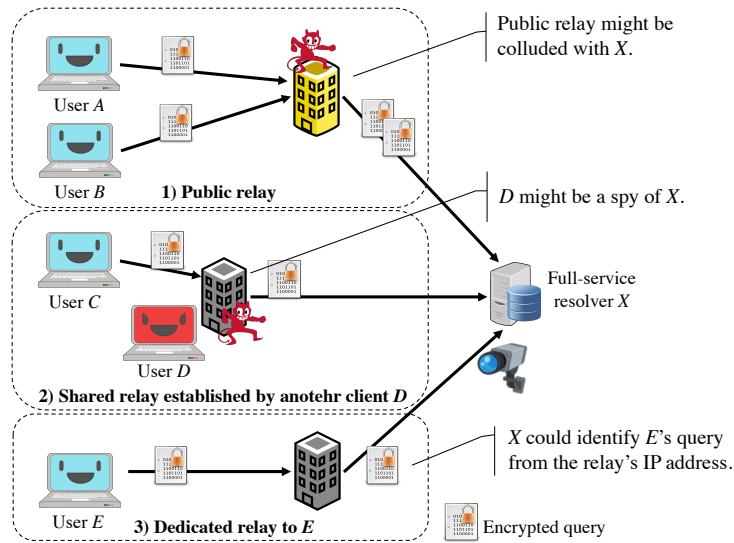 Public relay might be
colluded with X.
User A
User B
1) Public relay
D might be a spy of X.
User C
User D
2) Shared relay established by anotehr client D
Full-service
resolver X
X could identify E's query
from the relay's IP address.
User E
3) Dedicated relay to E
Encrypted query